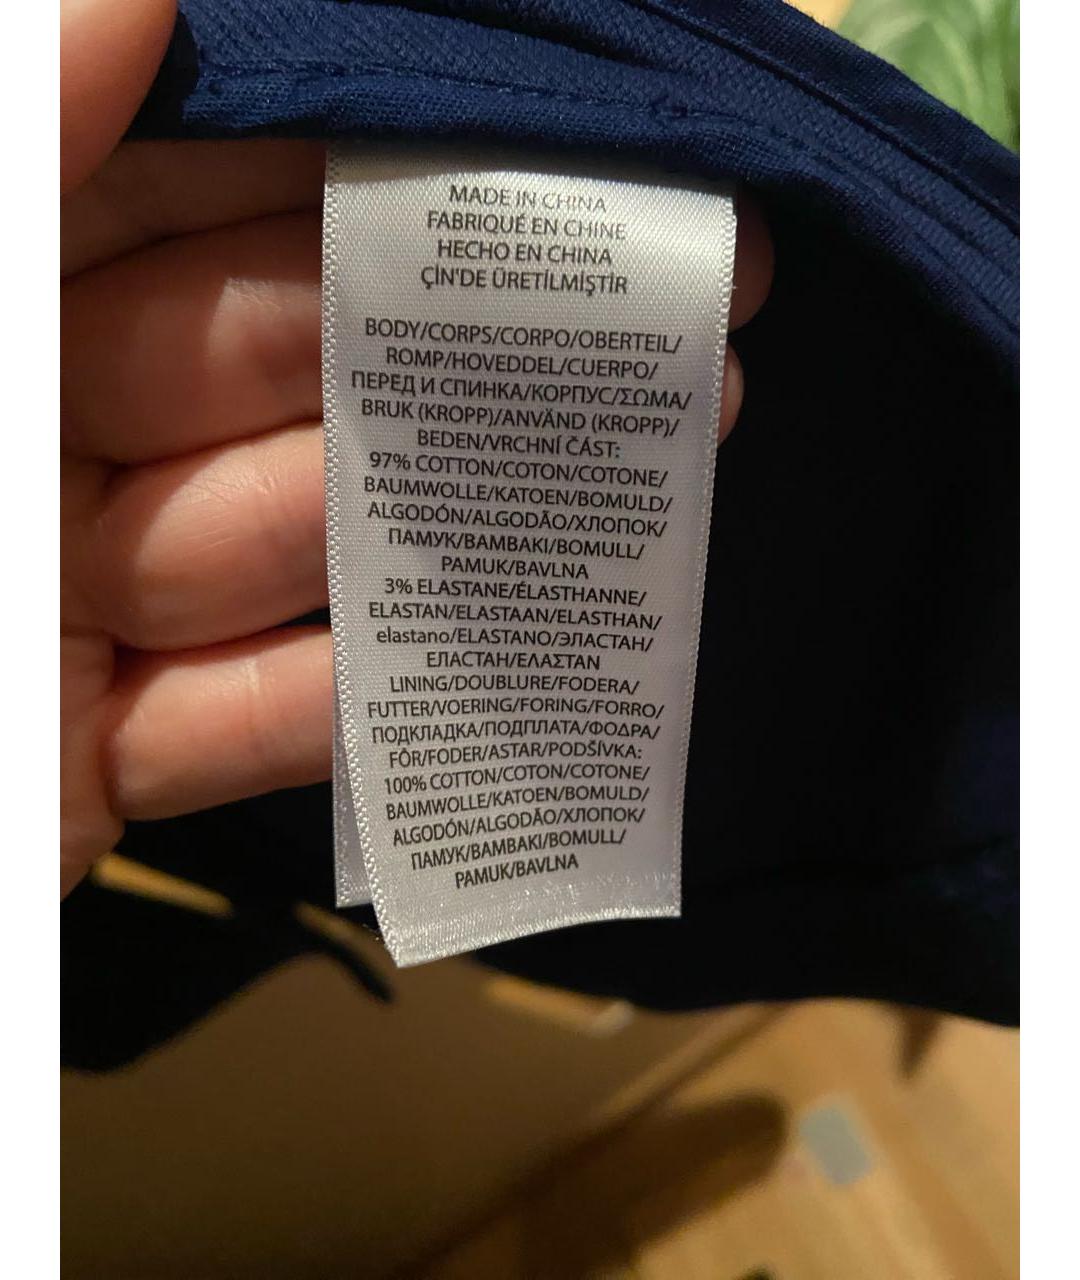 MADE IN CHINA
FABRIQUÉ EN CHINE
HECHO EN CHINA
ÇİN'DE ÜRETİLMİŞTİR
BODY/CORPS/CORPO/OBERTEIL/
ROMP/HOVEDDEL/CUERPO/
ПЕРЕД И СПИНКА/КОРПУС/ΣΩΜΑ/
BRUK (KROPP)/ANVÄND (KROPP)/
BEDEN/VRCHNÍ ČÁST:
97% COTTON/COTON/COTONE/
BAUMWOLLE/KATOEN/BOMULD/
ALGODÓN/ALGODÃO/ХЛОПОК/
ПАМУК/BAMBAKI/BOMULL/
PAMUK/BAVLNA
3% ELASTANE/ÉLASTHANNE/
ELASTAN/ELASTAAN/ELASTHAN/
elastano/ELASTANO/ЭЛАСТАН/
ЕЛАСТАН/ΕΛΑΣΤΑΝ
LINING/DOUBLURE/FODERA/
FUTTER/VOERING/FORING/FORRO/
ПОДКЛАДКА/ПОДПЛАТА/ΦΟΔΡΑ/
FÔR/FODER/ASTAR/PODŠÍVKA:
100% COTTON/COTON/COTONE/
BAUMWOLLE/KATOEN/BOMULD/
ALGODÓN/ALGODÃO/ХЛОПОК/
ПАМУК/BAMBAKI/BOMULL/
PAMUK/BAVLNA